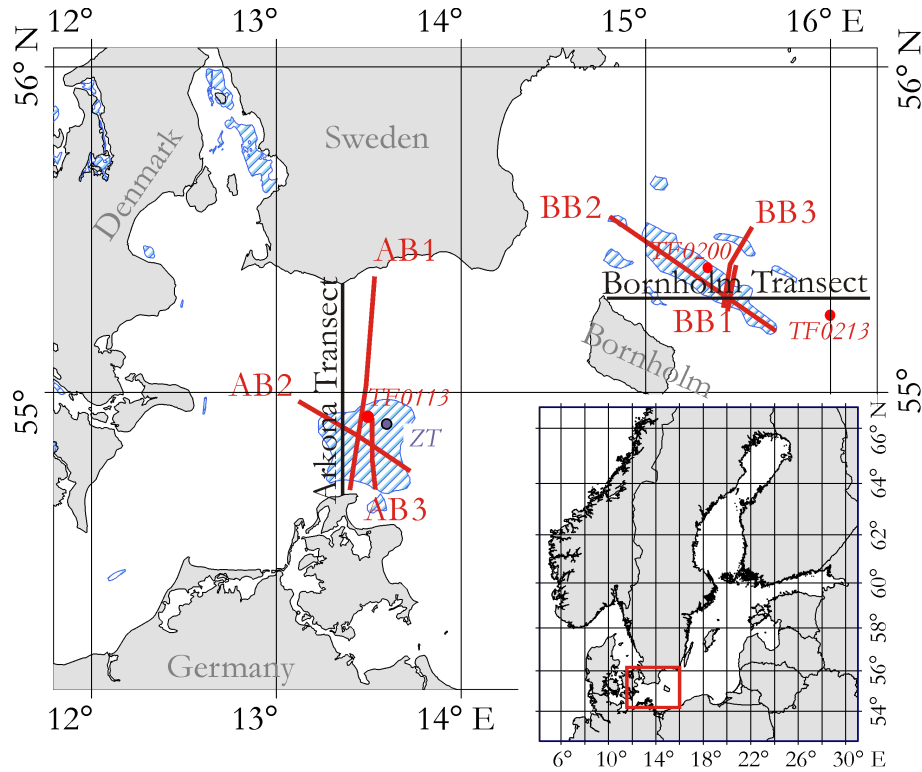 12°
13°
14°
15°
16° E
56° N
56° N
Sweden
Denmark
BB2
BB3
TF0200
AB1
Bornholm Transect
BB1
TF0213
Bornholm
Arkona Transect
AB2
TF0113
55°
55°
ZT
AB3
Germany
12°
13°
14° E
N
66°
64°
62°
60°
58°
56°
54°
6°
10°
14°
18°
22°
26°
30° E